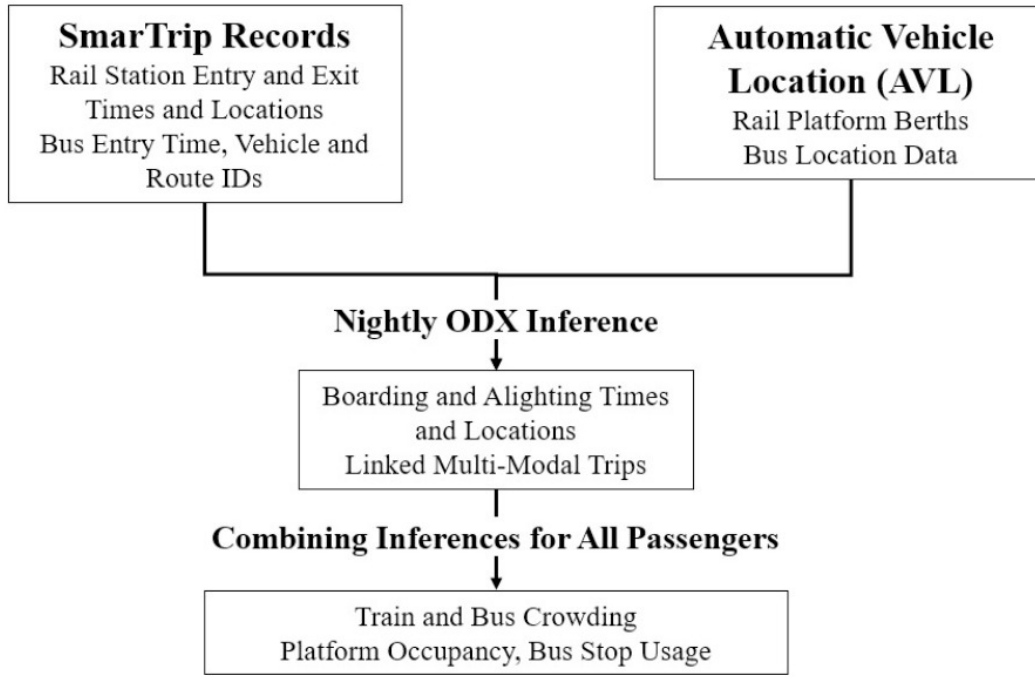 SmarTrip Records
Rail Station Entry and Exit
Times and Locations
Bus Entry Time, Vehicle and
Route IDs
Automatic Vehicle
Location (AVL)
Rail Platform Berths
Bus Location Data
Nightly ODX Inference
Boarding and Alighting Times
and Locations
Linked Multi-Modal Trips
Combining Inferences for All Passengers
Train and Bus Crowding
Platform Occupancy, Bus Stop Usage